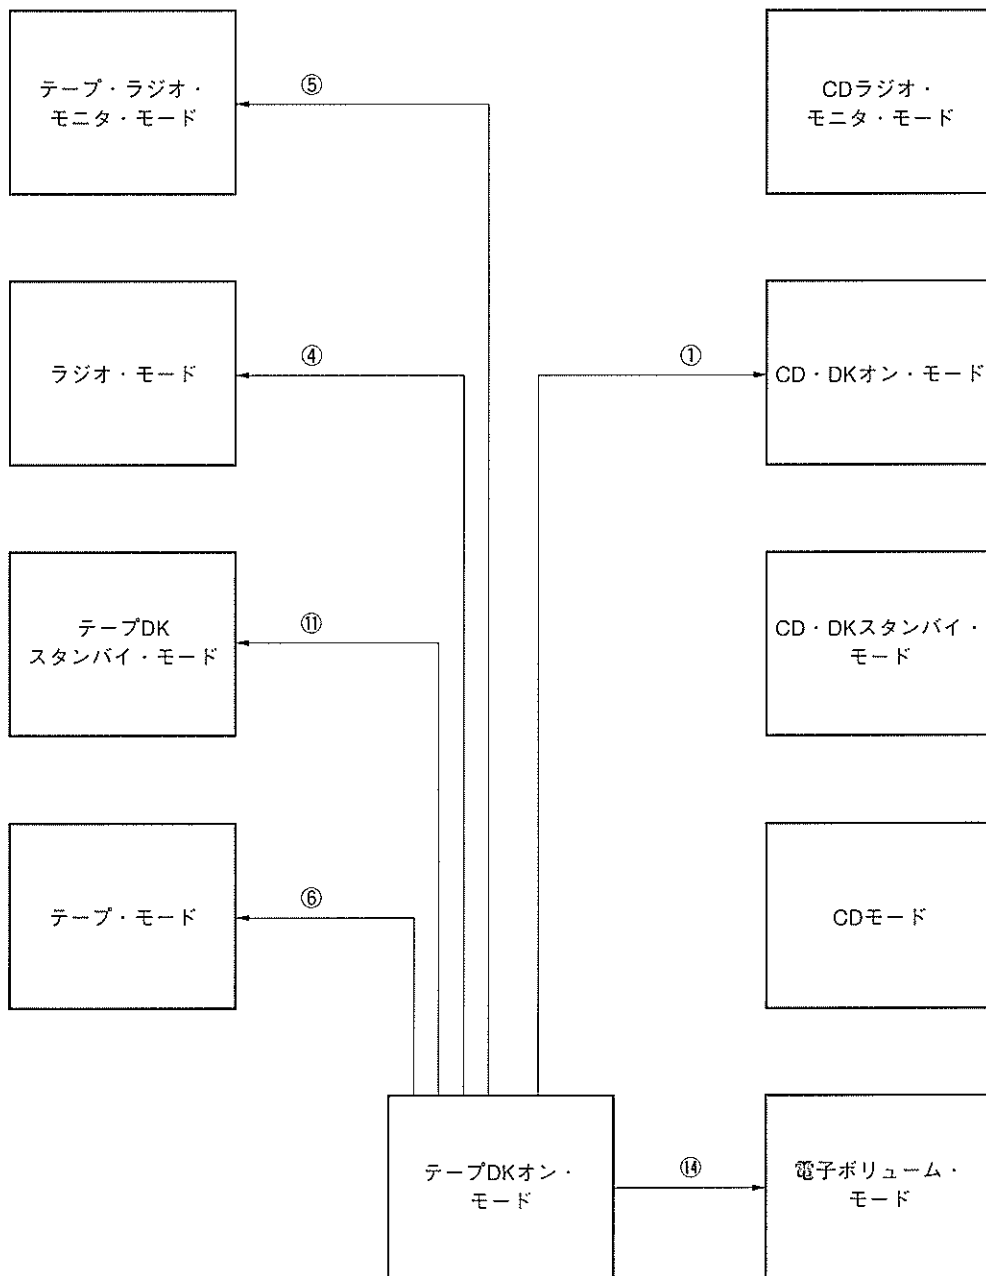 テープ・ラジオ・
モニタ・モード
⑤
CDラジオ・
モニタ・モード
ラジオ・モード
④
①
CD・DKオン・モード
テープDK
スタンバイ・モード
⑪
CD・DKスタンバイ・
モード
テープ・モード
⑥
CDモード
テープDKオン・
モード
⑭
電子ボリューム・
モード